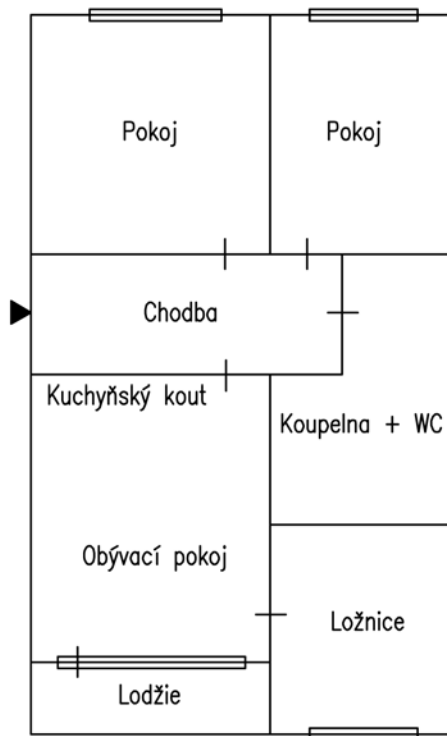 Pokoj
Pokoj
Chodba
Kuchyňský kout
Koupelna + WC
Obývací pokoj
Ložnice
Lodžie